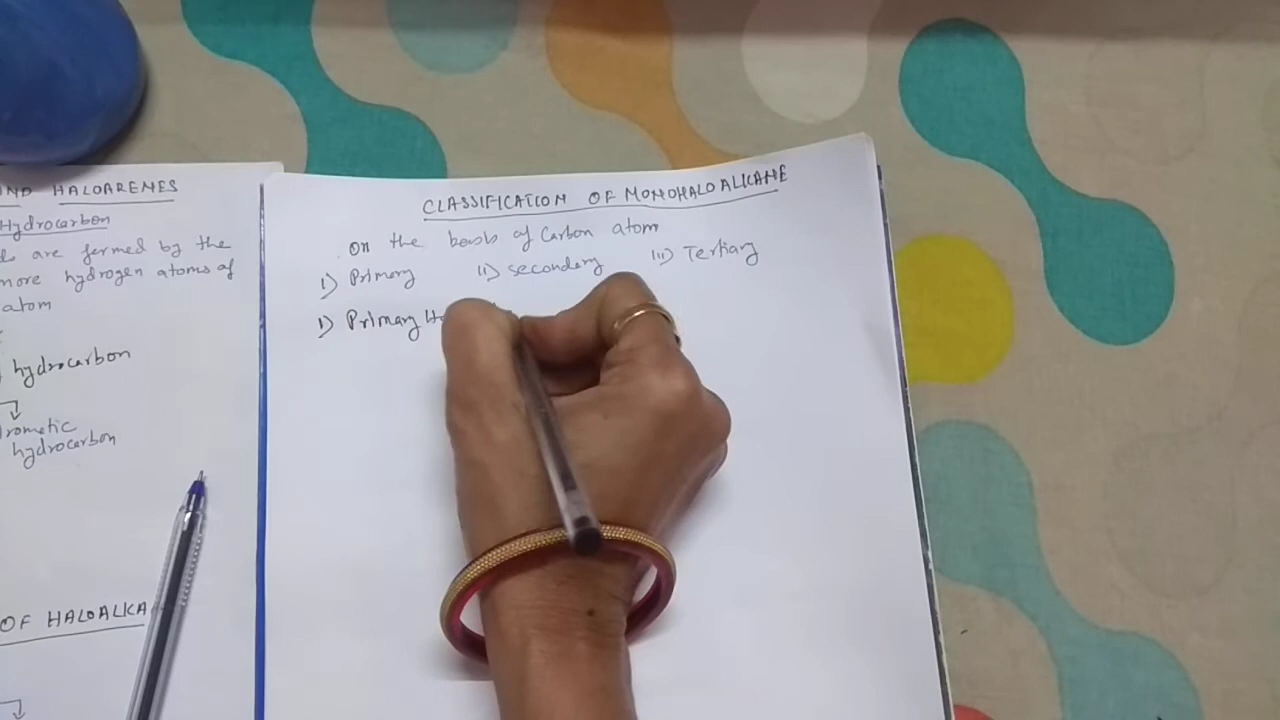 AND HALOARENES
Hydrocarbon
are formed by the
more hydrogen atoms of
atom
hydrocarbon
hydrocarbon
OF HALOALKA
CLASSIFICATION OF MONOHALOALKANE
On the basis of Carbon atom
I) Primary II) secondary III) Tertiary
I) Primary